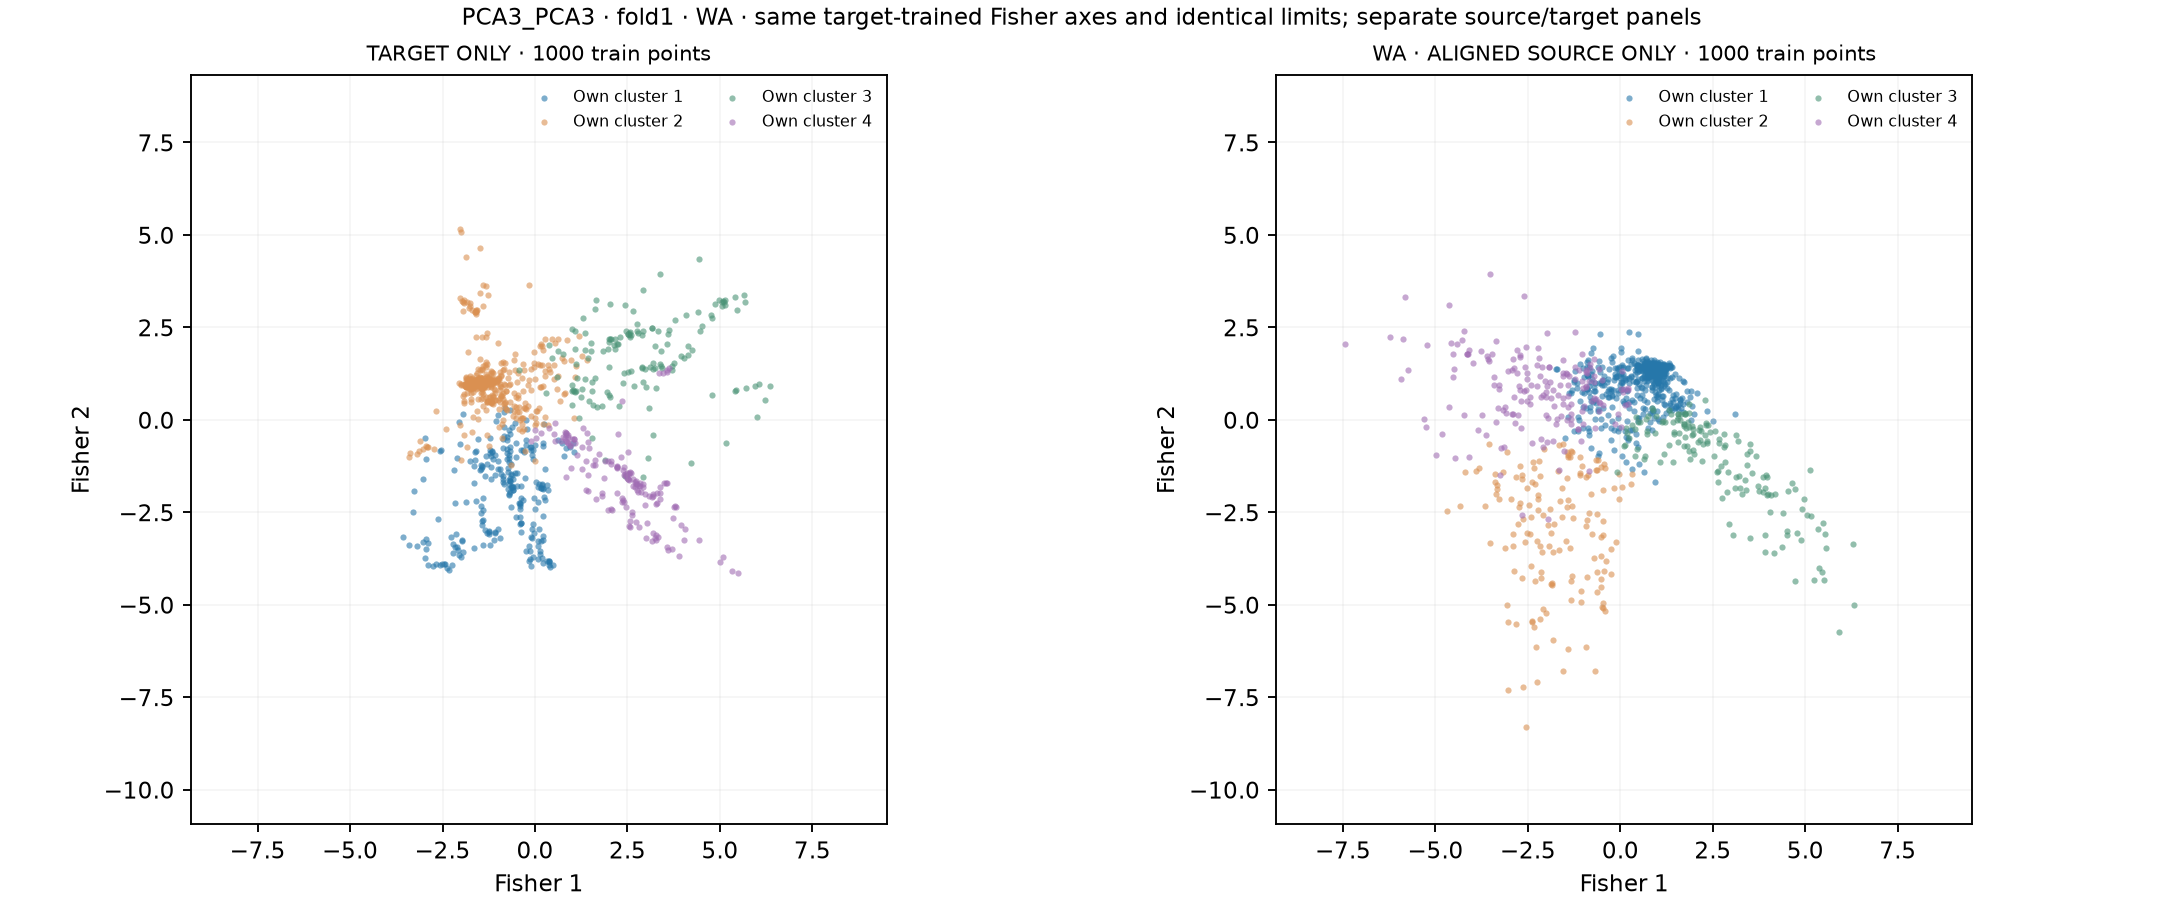 PCA3_PCA3 · fold1 · WA · same target-trained Fisher axes and identical limits; separate source/target panels
TARGET ONLY · 1000 train points
Own cluster 1
Own cluster 2
Own cluster 3
Own cluster 4
7.5
5.0
2.5
0.0
−2.5
−5.0
−7.5
−10.0
Fisher 2
−7.5 −5.0 −2.5 0.0 2.5 5.0 7.5
Fisher 1
WA · ALIGNED SOURCE ONLY · 1000 train points
Own cluster 1
Own cluster 2
Own cluster 3
Own cluster 4
7.5
5.0
2.5
0.0
−2.5
−5.0
−7.5
−10.0
Fisher 2
−7.5 −5.0 −2.5 0.0 2.5 5.0 7.5
Fisher 1